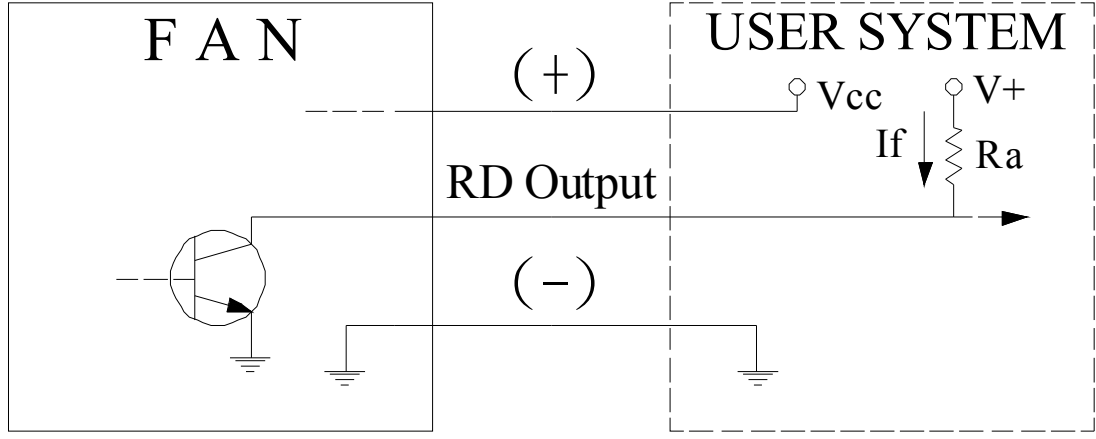 F A N
USER SYSTEM
(+)
Vcc
V+
If
Ra
RD Output
(-)